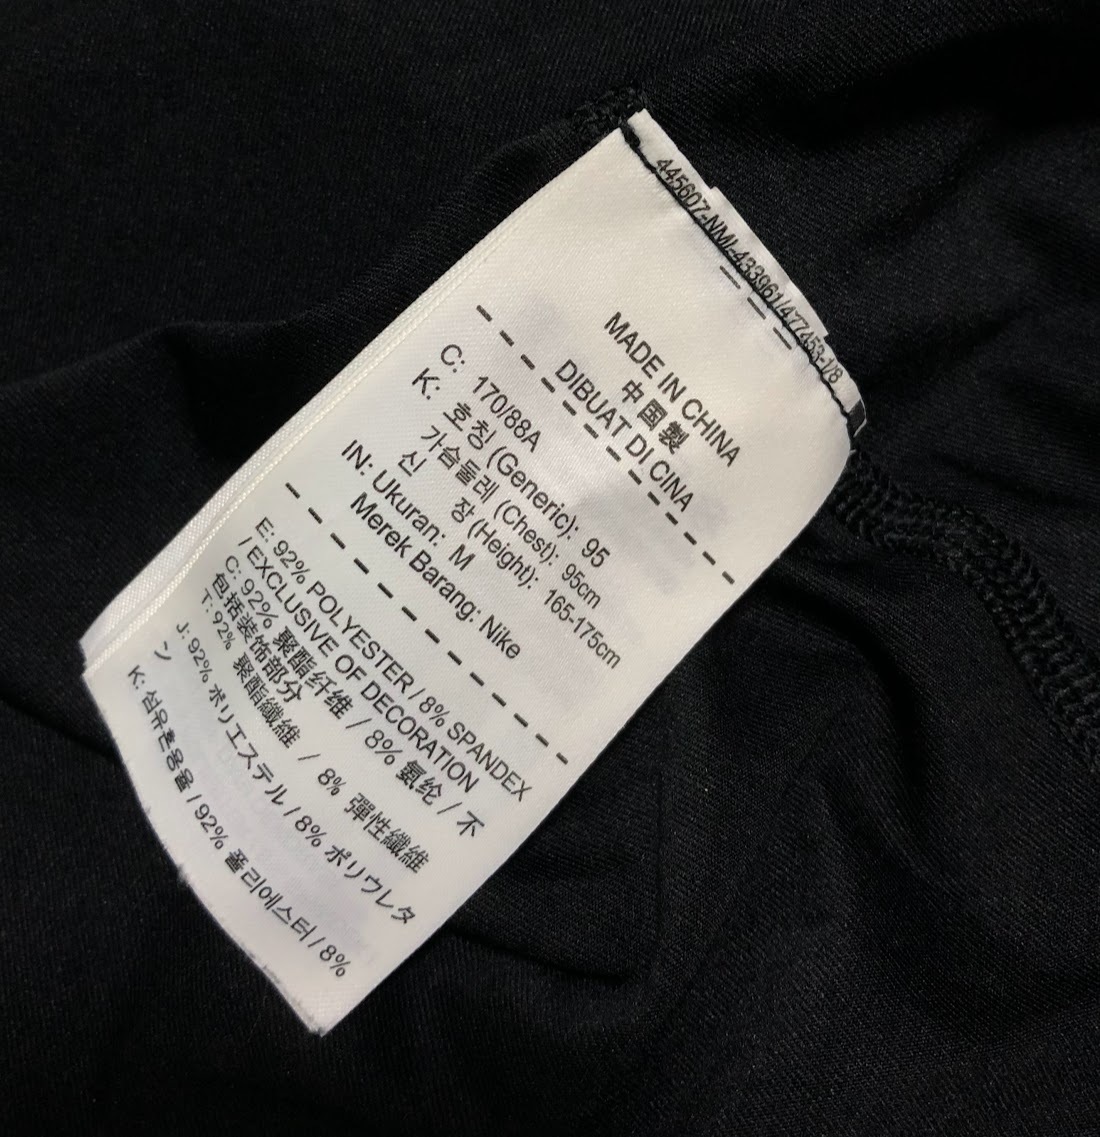 445607-NMI-433961/477453-1/8
MADE IN CHINA
中国製
DIBUAT DI CINA
C: 170/88A
K: 호칭 (Generic): 95
가슴둘레 (Chest): 95cm
신 장 (Height): 165-175cm
IN: Ukuran: M
Merek Barang: Nike
E: 92% POLYESTER / 8% SPANDEX
/ EXCLUSIVE OF DECORATION
C: 92% 聚酯纤维 / 8% 氨纶 / 不
包括装饰部分
T: 92% 聚酯纖維 / 8% 彈性纖維
J: 92% ポリエステル / 8% ポリウレタ
ン
K: 섬유혼용율 / 92% 폴리에스터 / 8%